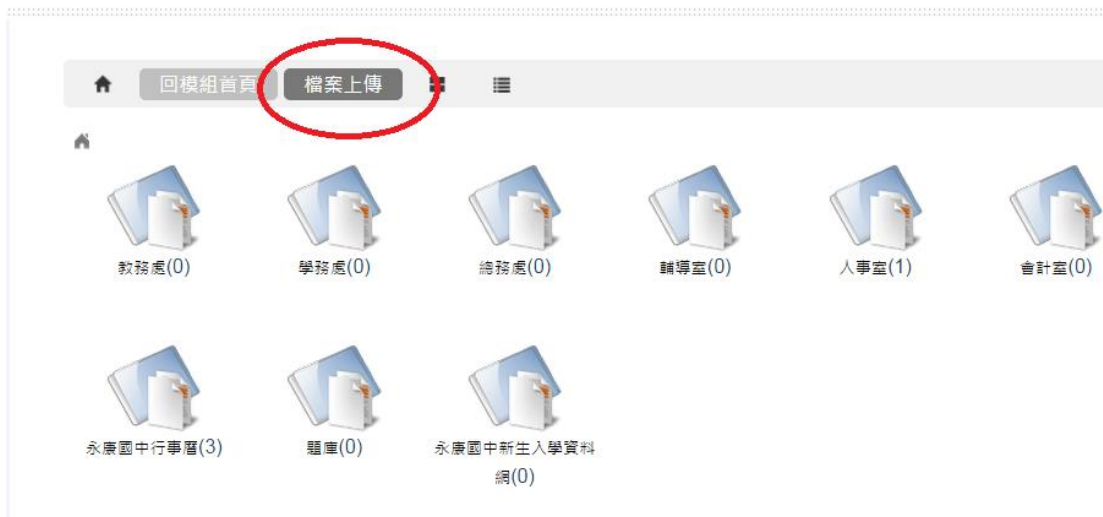 回模組首頁 檔案上傳
教務處(0) 學務處(0) 總務處(0) 輔導室(0) 人事室(1) 會計室(0)
永康國中行事曆(3) 題庫(0) 永康國中新生入學資料
網(0)